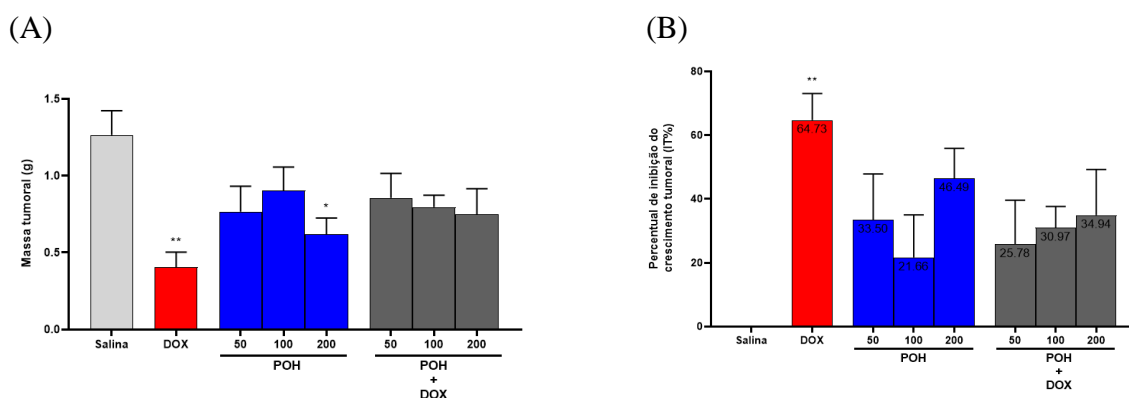 (A)
Massa tumoral (g)
1.5
1.0
0.5
0.0
**
*
Salina
DOX
50
100
200
POH
50
100
200
POH
+
DOX
(B)
Percentual de inibição do
crescimento tumoral (IT%)
80
60
40
20
0
**
64.73
33.50
21.66
46.40
25.78
30.97
34.94
Salina
DOX
50
100
200
POH
50
100
200
POH
+
DOX